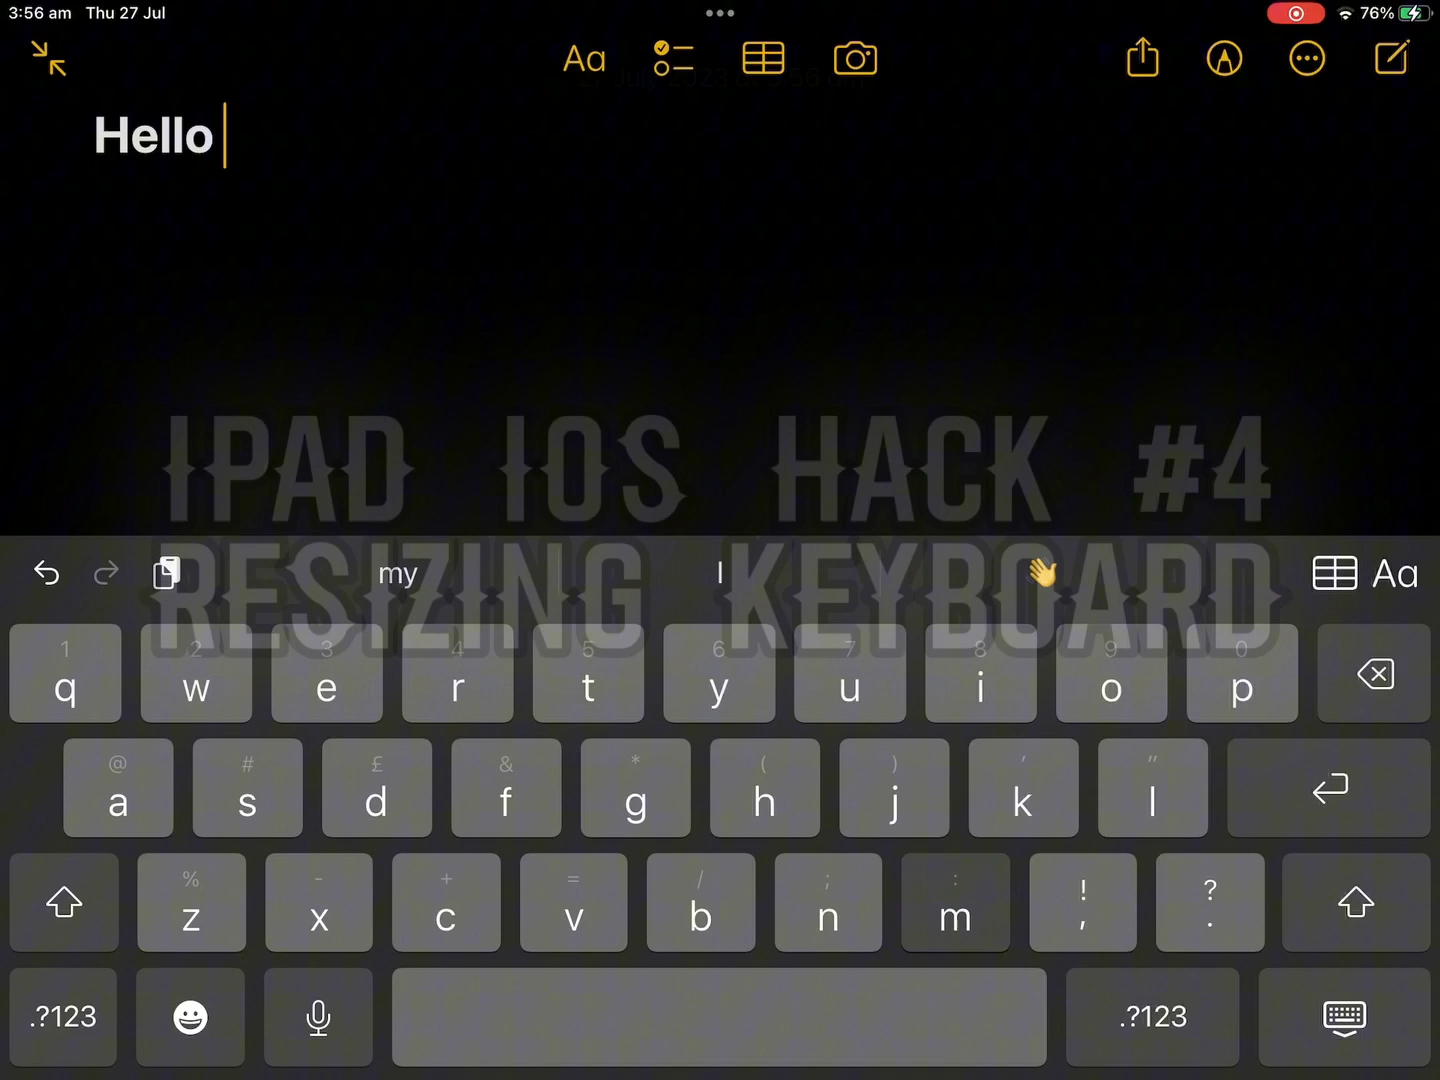 3:56 am Thu 27 Jul
76%
Aa
Hello
IPAD IOS HACK #4
RESIZING KEYBOARD
my I 👋 Aa
1 2 3 4 5 6 7 8 9 0
q w e r t y u i o p
@ # £ & * ( ) ' "
a s d f g h j k l
% - + = / ; : ! ?
z x c v b n m , .
.?123 .?123